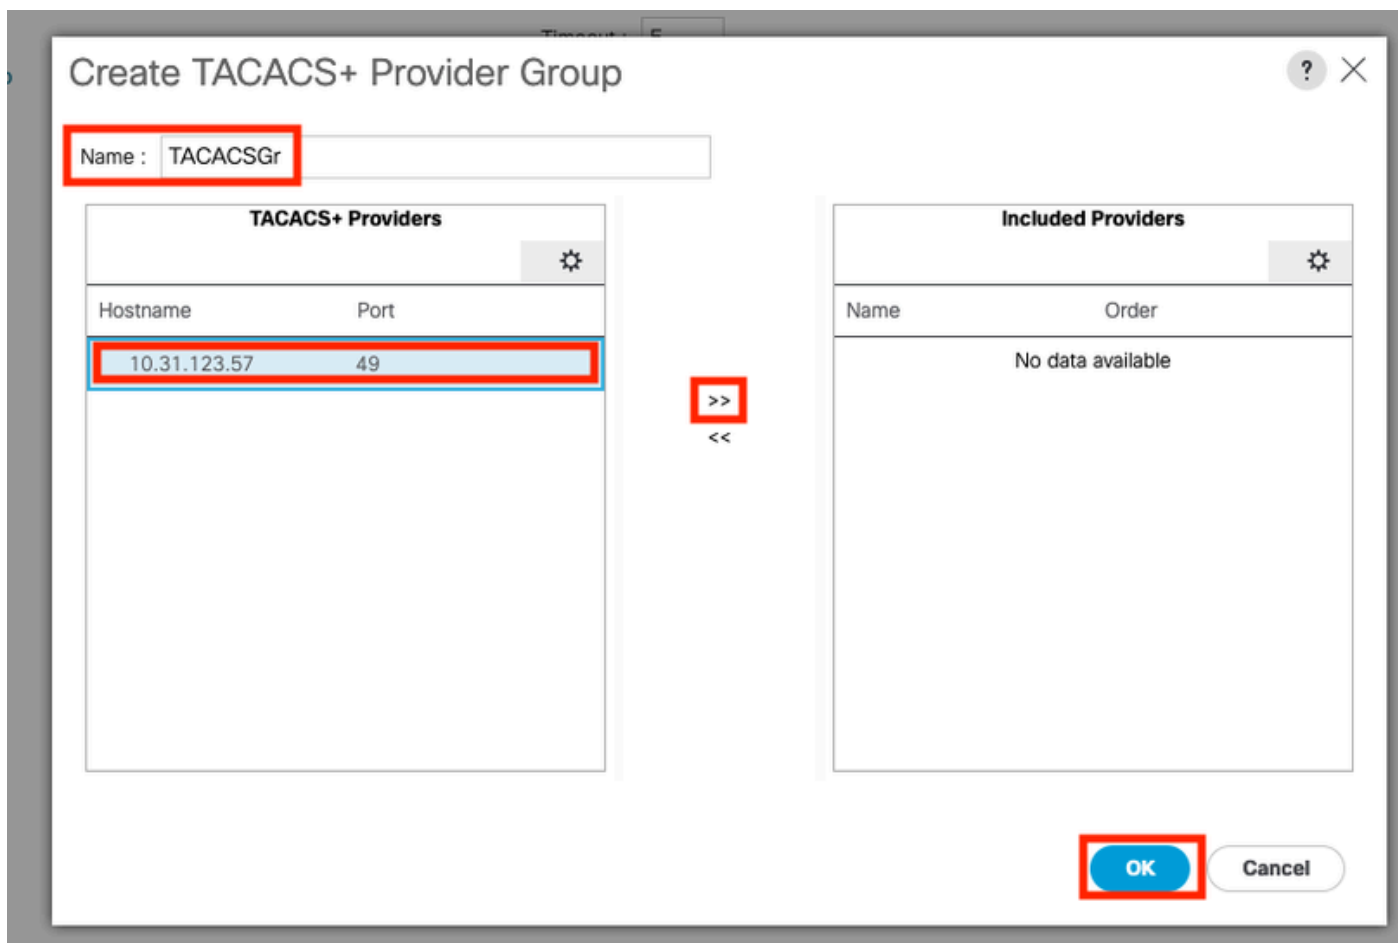 Create TACACS+ Provider Group
?
Name : TACACSGr
TACACS+ Providers
Hostname Port
10.31.123.57 49
>>
<<
Included Providers
Name Order
No data available
OK Cancel